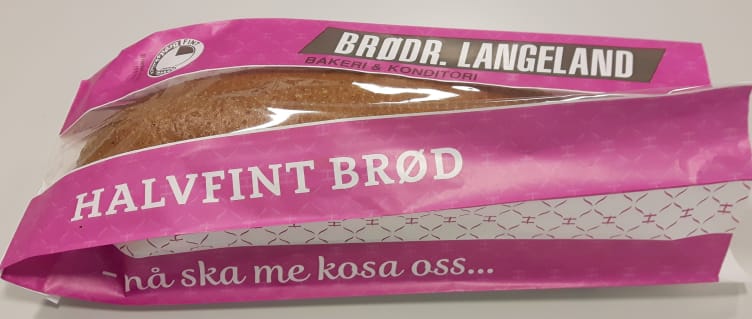 BRØDR. LANGELAND
BAKERI & KONDITORI
HALVFINT BRØD
- nå ska me kosa oss...